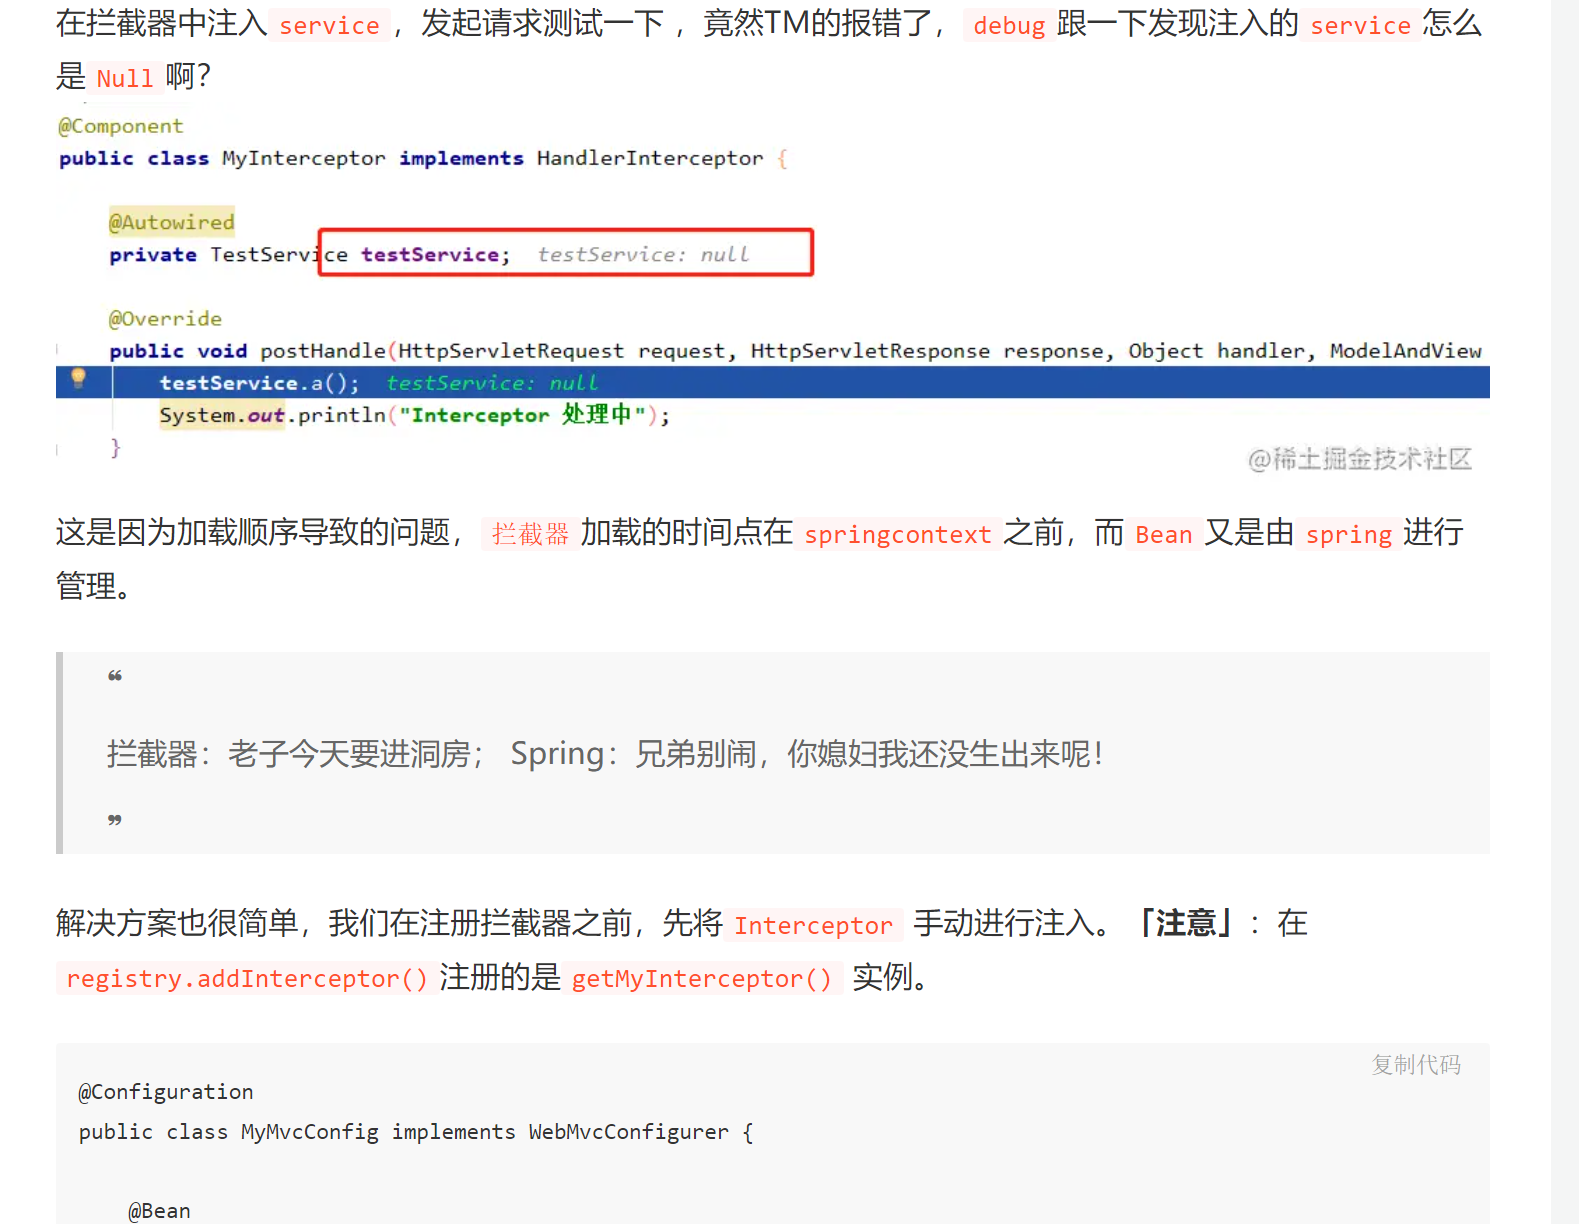 在拦截器中注入 service ，发起请求测试一下 ，竟然TM的报错了， debug 跟一下发现注入的 service 怎么
是 Null 啊？
@Component
public class MyInterceptor implements HandlerInterceptor {
@Autowired
private TestService testService; testService: null
@Override
public void postHandle(HttpServletRequest request, HttpServletResponse response, Object handler, ModelAndView
testService.a(); testService: null
System.out.println("Interceptor 处理中");
}
@稀土掘金技术社区
这是因为加载顺序导致的问题， 拦截器 加载的时间点在 springcontext 之前，而 Bean 又是由 spring 进行
管理。
❝
拦截器：老子今天要进洞房； Spring：兄弟别闹，你媳妇我还没生出来呢！
❞
解决方案也很简单，我们在注册拦截器之前，先将 Interceptor 手动进行注入。「注意」：在
registry.addInterceptor() 注册的是 getMyInterceptor() 实例。
复制代码
@Configuration
public class MyMvcConfig implements WebMvcConfigurer {
@Bean